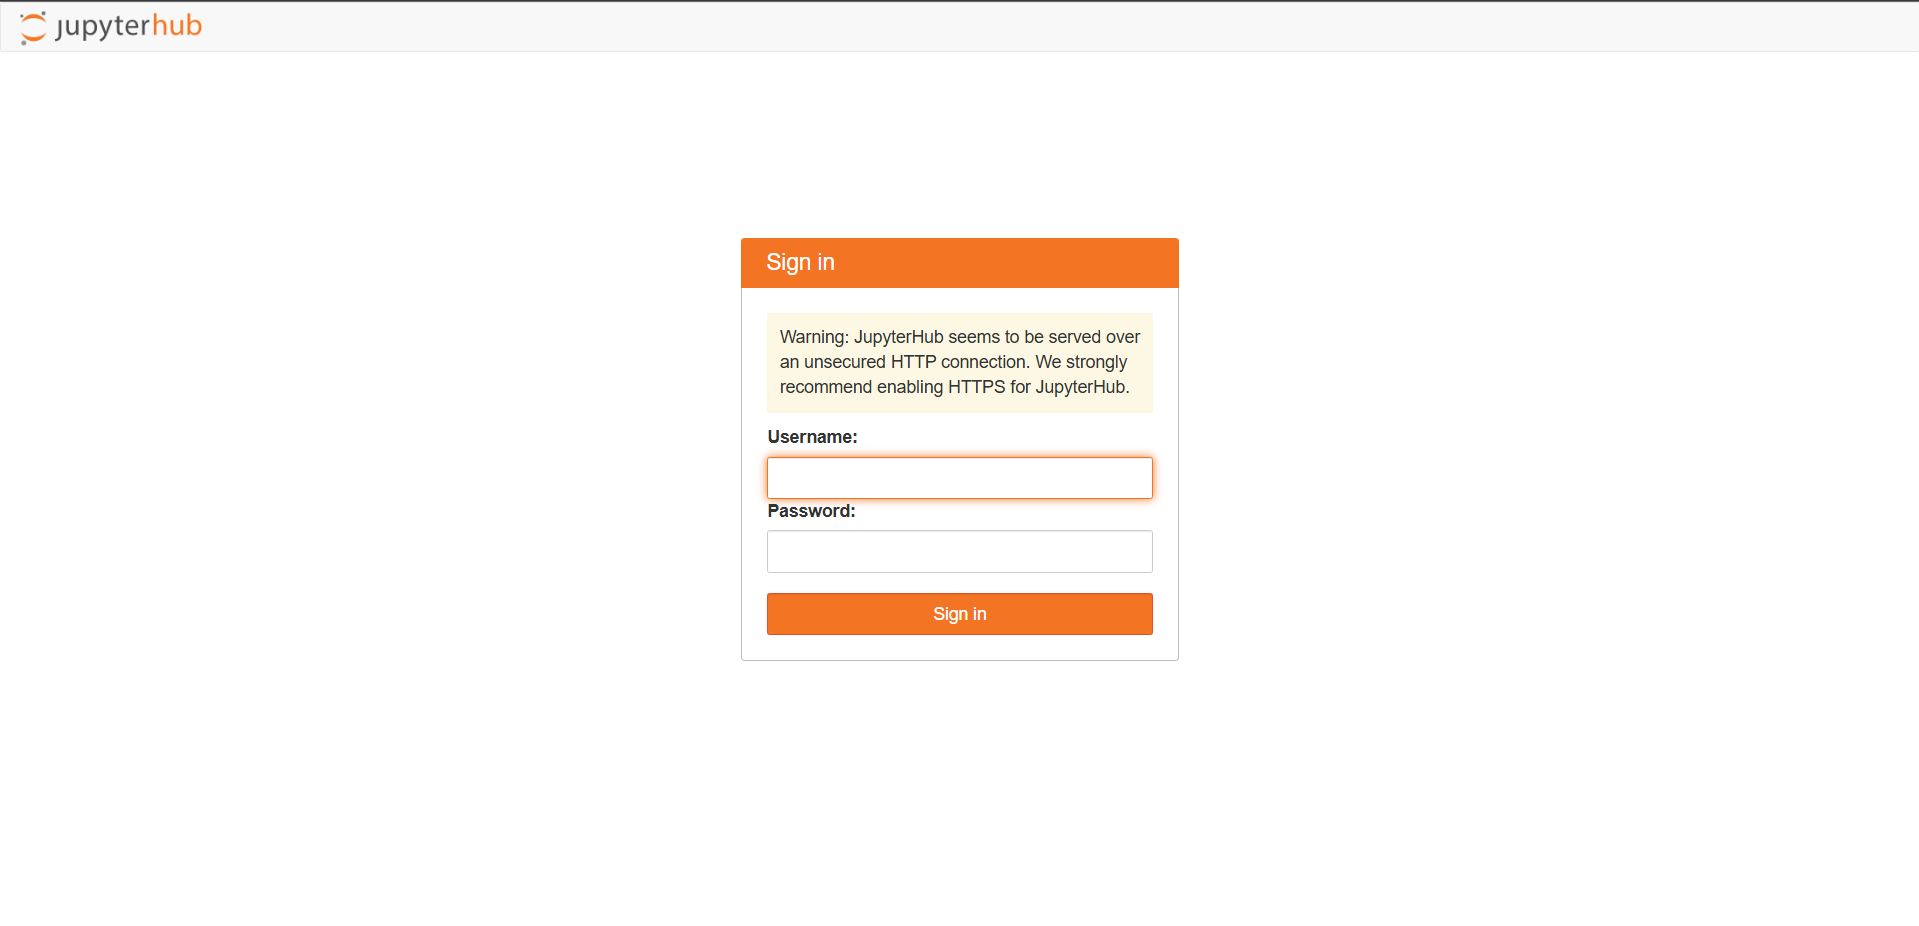 jupyterhub
Sign in
Warning: JupyterHub seems to be served over
an unsecured HTTP connection. We strongly
recommend enabling HTTPS for JupyterHub.
Username:
Password:
Sign in